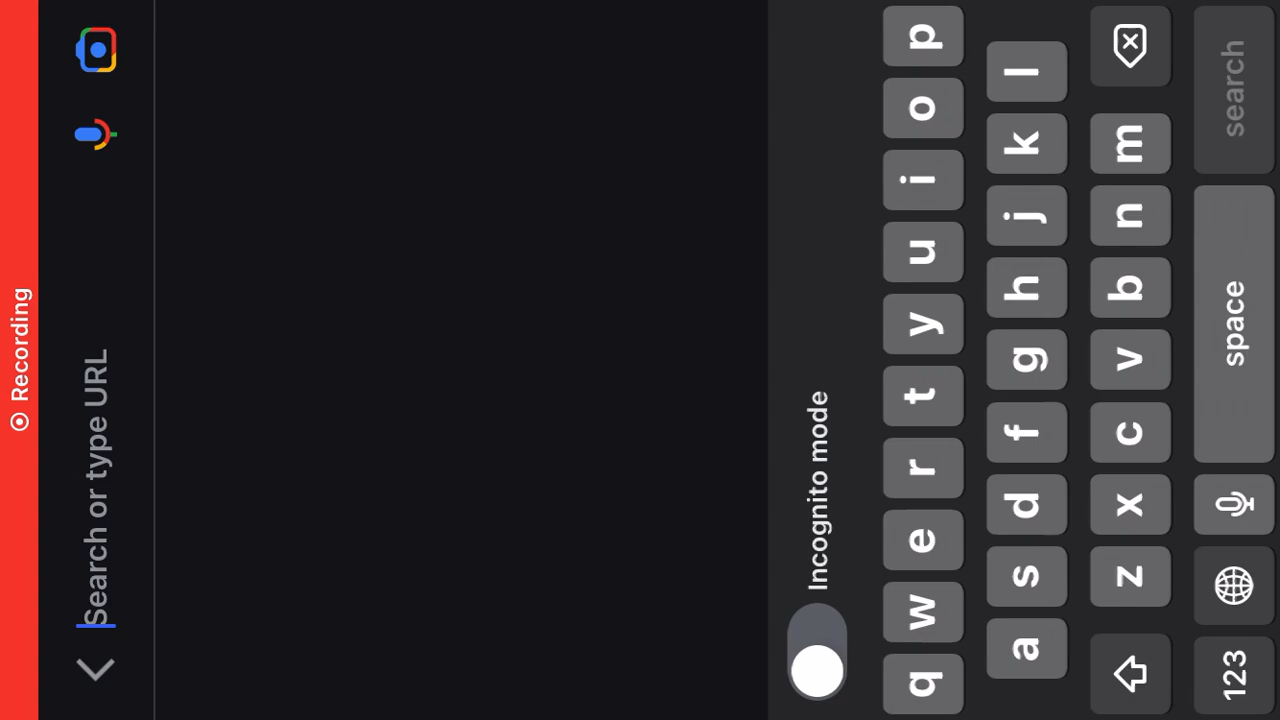 Recording
Search or type URL
Incognito mode
q w e r t y u i o p
a s d f g h j k l
z x c v b n m
123 space search